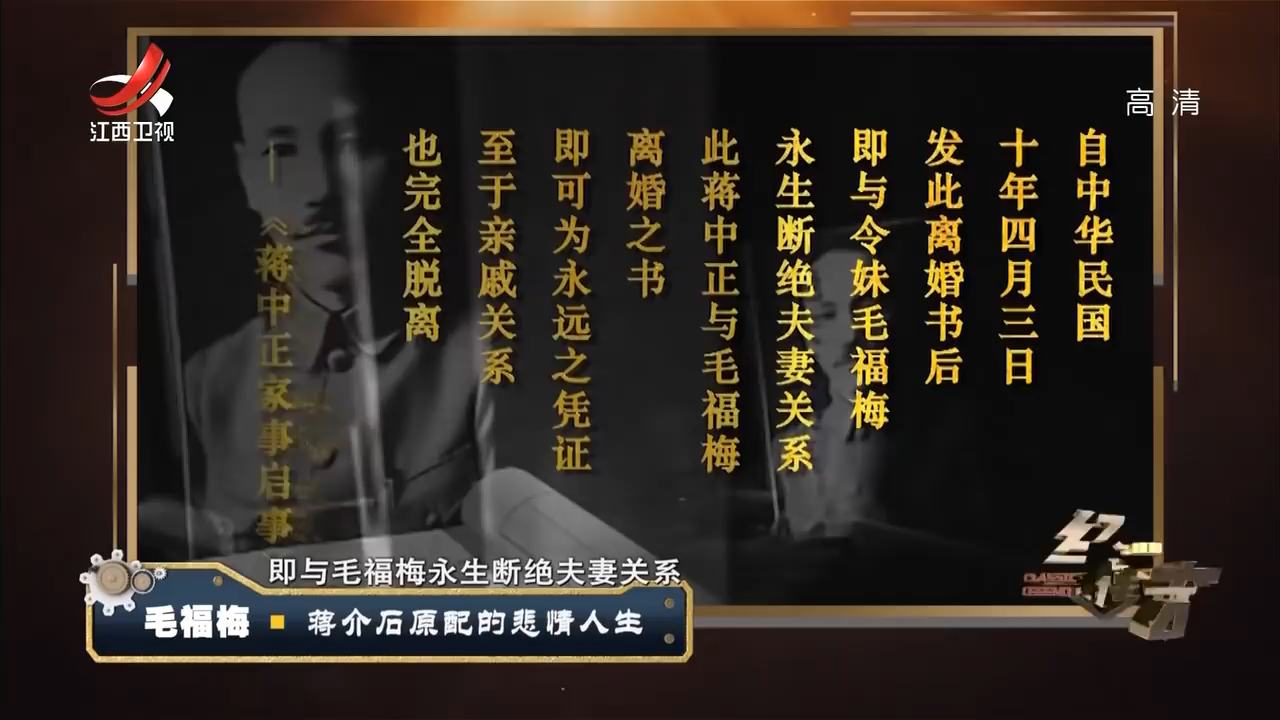 江西卫视
高清
自中华民国
十年四月三日
发此离婚书后
即与令妹毛福梅
永生断绝夫妻关系
此蒋中正与毛福梅
离婚之书
即可为永远之凭证
至于亲戚关系
也完全脱离
——《蒋中正家事启事
即与毛福梅永生断绝夫妻关系
毛福梅 蒋介石原配的悲情人生
CLASSIC
LEGEND